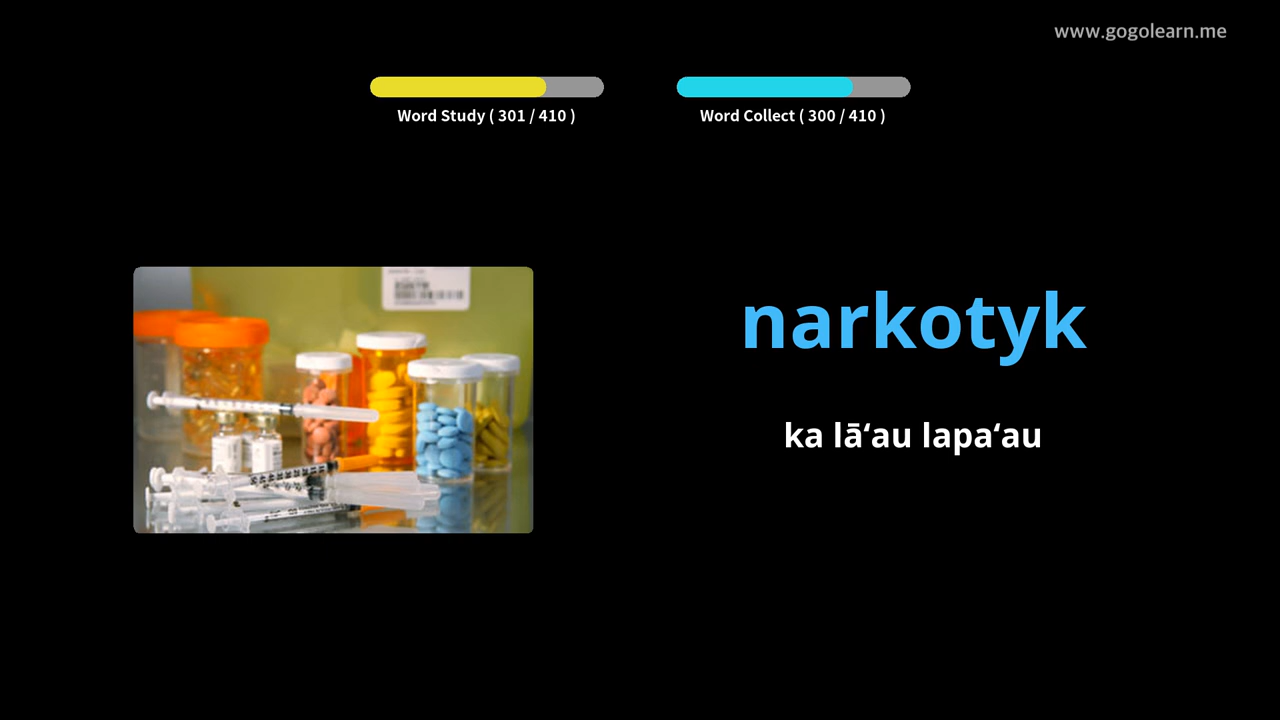 www.gogolearn.me
Word Study ( 301 / 410 )
Word Collect ( 300 / 410 )
narkotyk
ka lāʻau lapaʻau